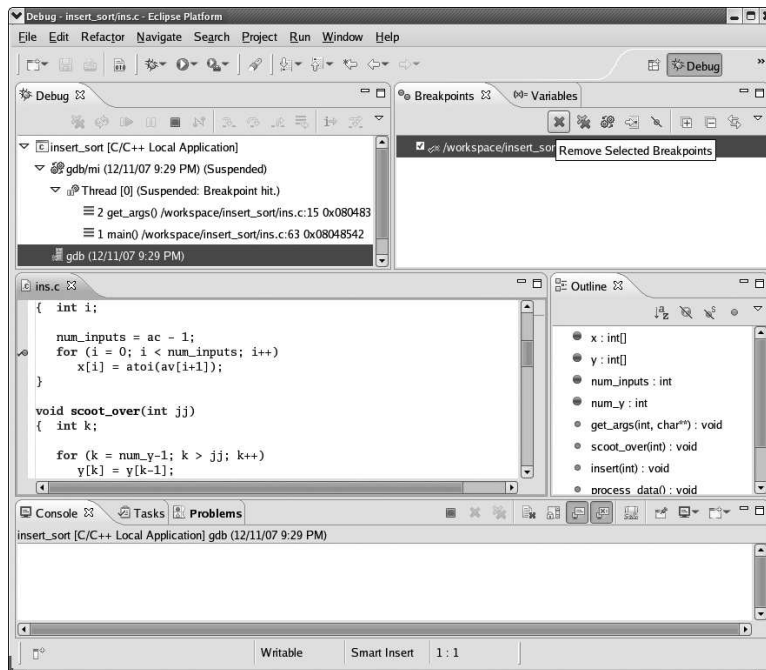 Debug - insert_sort/ins.c - Eclipse Platform
File Edit Refactor Navigate Search Project Run Window Help
Debug
Debug
Breakpoints
(x)= Variables
insert_sort [C/C++ Local Application]
gdb/mi (12/11/07 9:29 PM) (Suspended)
Thread [0] (Suspended: Breakpoint hit.)
2 get_args() /workspace/insert_sort/ins.c:15 0x080483
1 main() /workspace/insert_sort/ins.c:63 0x08048542
gdb (12/11/07 9:29 PM)
/workspace/insert_sor
Remove Selected Breakpoints
ins.c
{ int i;
num_inputs = ac - 1;
for (i = 0; i < num_inputs; i++)
x[i] = atoi(av[i+1]);
}
void scoot_over(int jj)
{ int k;
for (k = num_y-1; k > jj; k++)
y[k] = y[k-1];
Outline
x : int[]
y : int[]
num_inputs : int
num_y : int
get_args(int, char**) : void
scoot_over(int) : void
insert(int) : void
process_data() : void
Console Tasks Problems
insert_sort [C/C++ Local Application] gdb (12/11/07 9:29 PM)
Writable Smart Insert 1 : 1